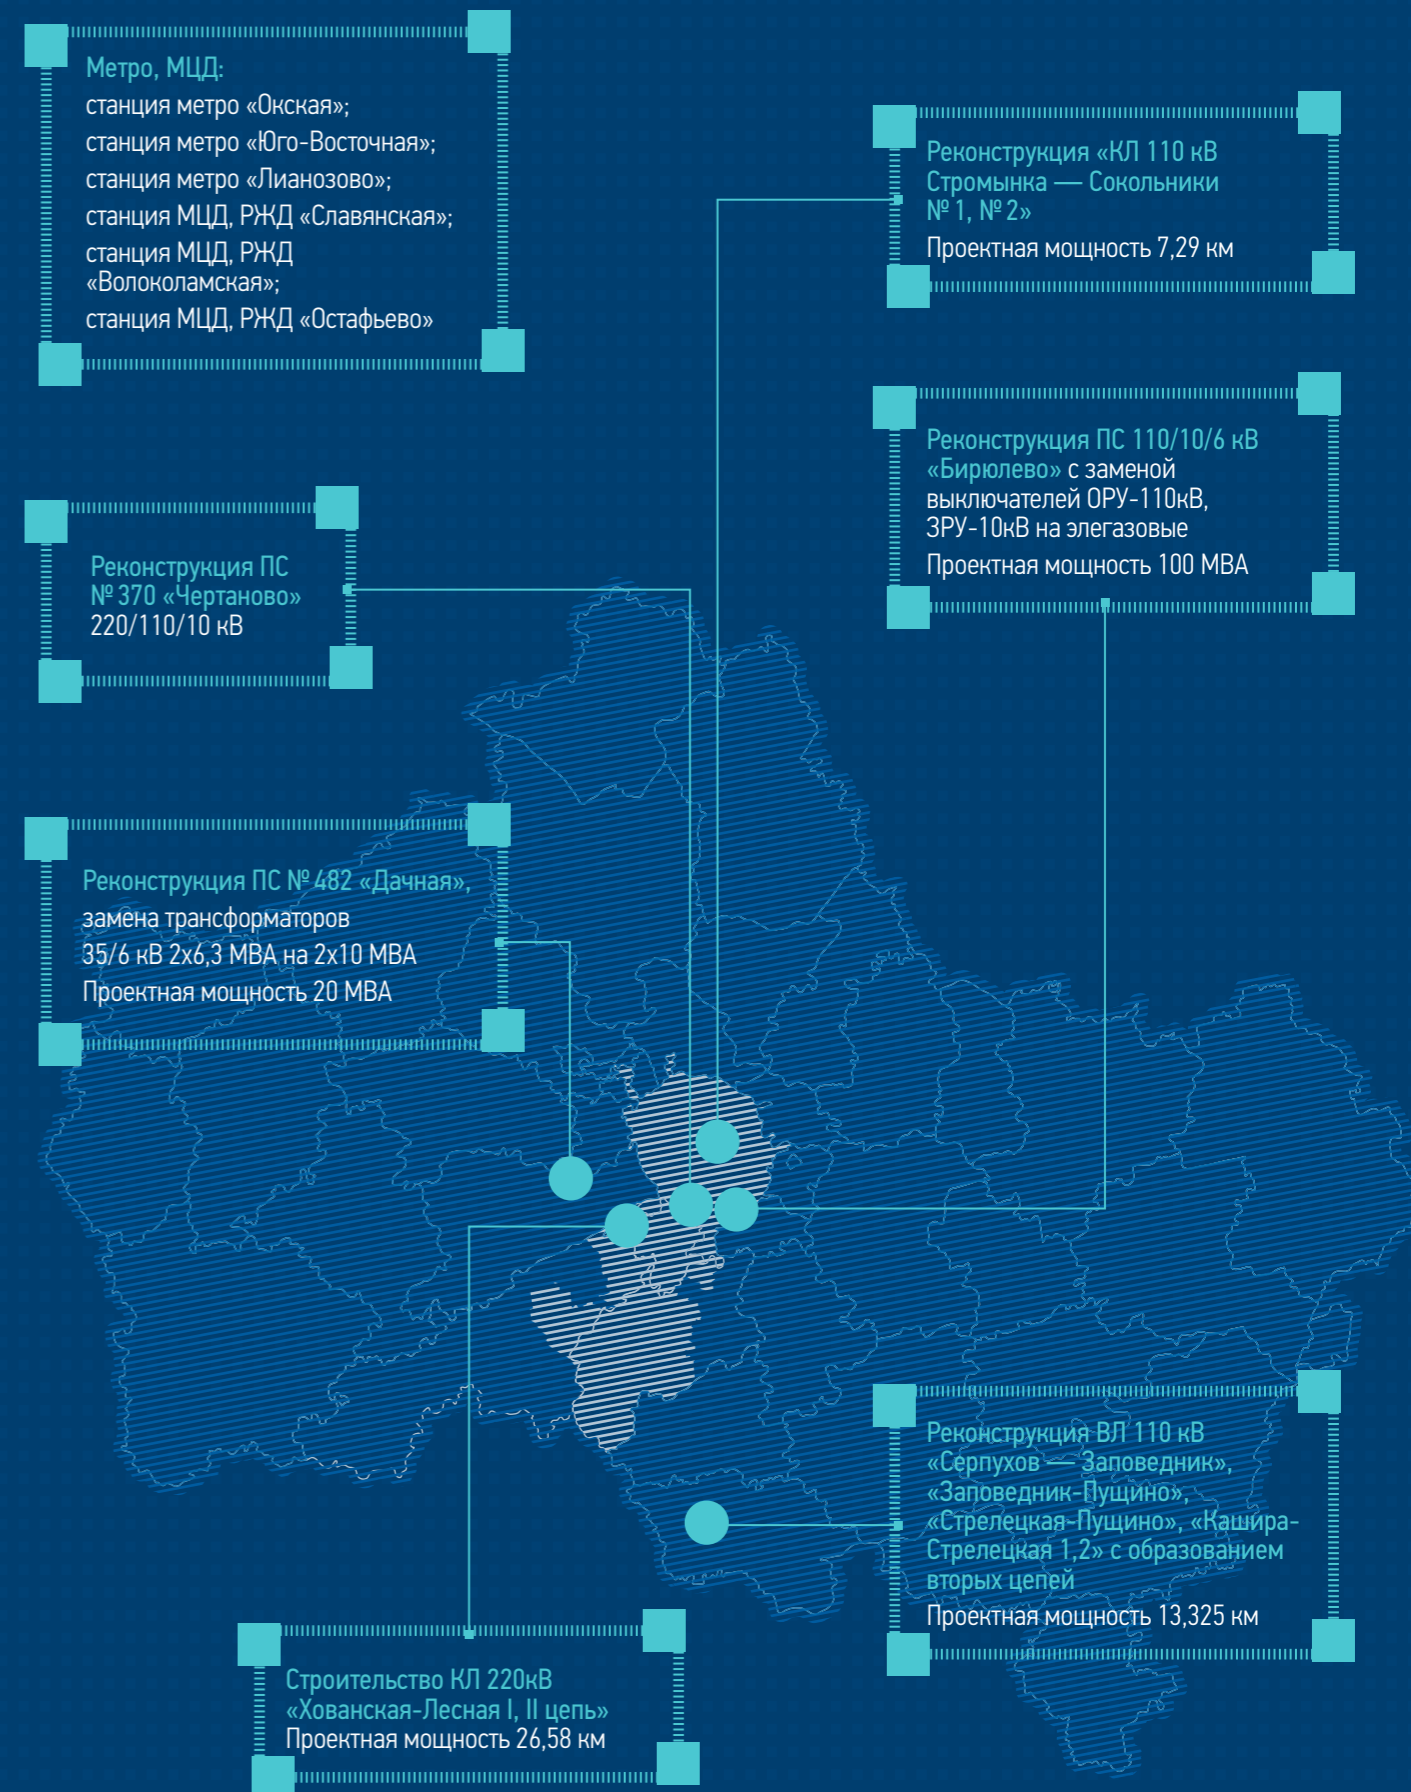 Метро, МЦД:
станция метро «Окская»;
станция метро «Юго-Восточная»;
станция метро «Лианозово»;
станция МЦД, РЖД «Славянская»;
станция МЦД, РЖД
«Волоколамская»;
станция МЦД, РЖД «Остафьево»
Реконструкция «КЛ 110 кВ
Стромынка — Сокольники
№ 1, № 2»
Проектная мощность 7,29 км
Реконструкция ПС 110/10/6 кВ
«Бирюлево» с заменой
выключателей ОРУ-110кВ,
ЗРУ-10кВ на элегазовые
Проектная мощность 100 МВА
Реконструкция ПС
№ 370 «Чертаново»
220/110/10 кВ
Реконструкция ПС № 482 «Дачная»,
замена трансформаторов
35/6 кВ 2х6,3 МВА на 2х10 МВА
Проектная мощность 20 МВА
Реконструкция ВЛ 110 кВ
«Серпухов — Заповедник»,
«Заповедник-Пущино»,
«Стрелецкая-Пущино», «Кашира-
Стрелецкая 1,2» с образованием
вторых цепей
Проектная мощность 13,325 км
Строительство КЛ 220кВ
«Хованская-Лесная I, II цепь»
Проектная мощность 26,58 км